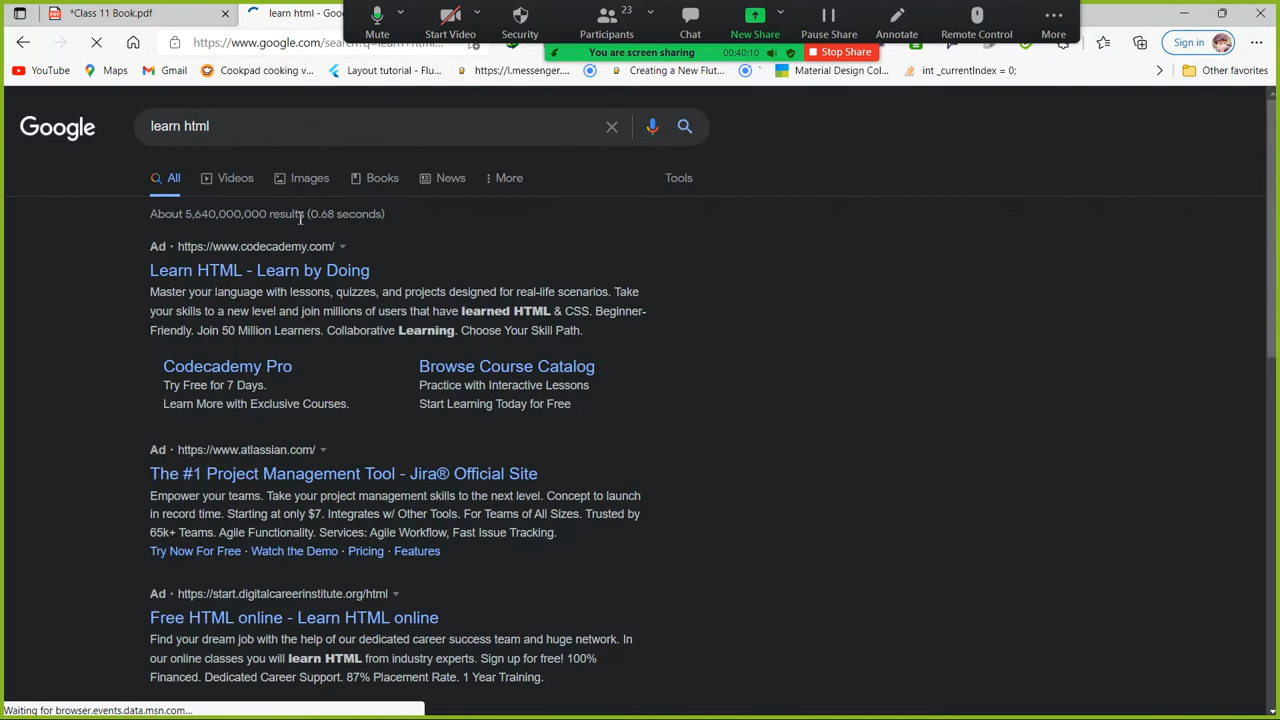 *Class 11 Book.pdf
learn html - Goo
Mute
Start Video
Security
23
Participants
Chat
New Share
Pause Share
Annotate
Remote Control
More
You are screen sharing
00:40:10
Stop Share
Sign in
YouTube
Maps
Gmail
Cookpad cooking v...
Layout tutorial - Flu...
https://l.messenger...
Creating a New Flut...
Material Design Col...
int _currentIndex = 0;
Other favorites
Google
learn html
All
Videos
Images
Books
News
More
Tools
About 5,640,000,000 results (0.68 seconds)
Ad · https://www.codecademy.com/
Learn HTML - Learn by Doing
Master your language with lessons, quizzes, and projects designed for real-life scenarios. Take
your skills to a new level and join millions of users that have learned HTML & CSS. Beginner-
Friendly. Join 50 Million Learners. Collaborative Learning. Choose Your Skill Path.
Codecademy Pro
Try Free for 7 Days.
Learn More with Exclusive Courses.
Browse Course Catalog
Practice with Interactive Lessons
Start Learning Today for Free
Ad · https://www.atlassian.com/
The #1 Project Management Tool - Jira® Official Site
Empower your teams. Take your project management skills to the next level. Concept to launch
in record time. Starting at only $7. Integrates w/ Other Tools. For Teams of All Sizes. Trusted by
65k+ Teams. Agile Functionality. Services: Agile Workflow, Fast Issue Tracking.
Try Now For Free · Watch the Demo · Pricing · Features
Ad · https://start.digitalcareerinstitute.org/html
Free HTML online - Learn HTML online
Find your dream job with the help of our dedicated career success team and huge network. In
our online classes you will learn HTML from industry experts. Sign up for free! 100%
Financed. Dedicated Career Support. 87% Placement Rate. 1 Year Training.
Waiting for browser.events.data.msn.com...